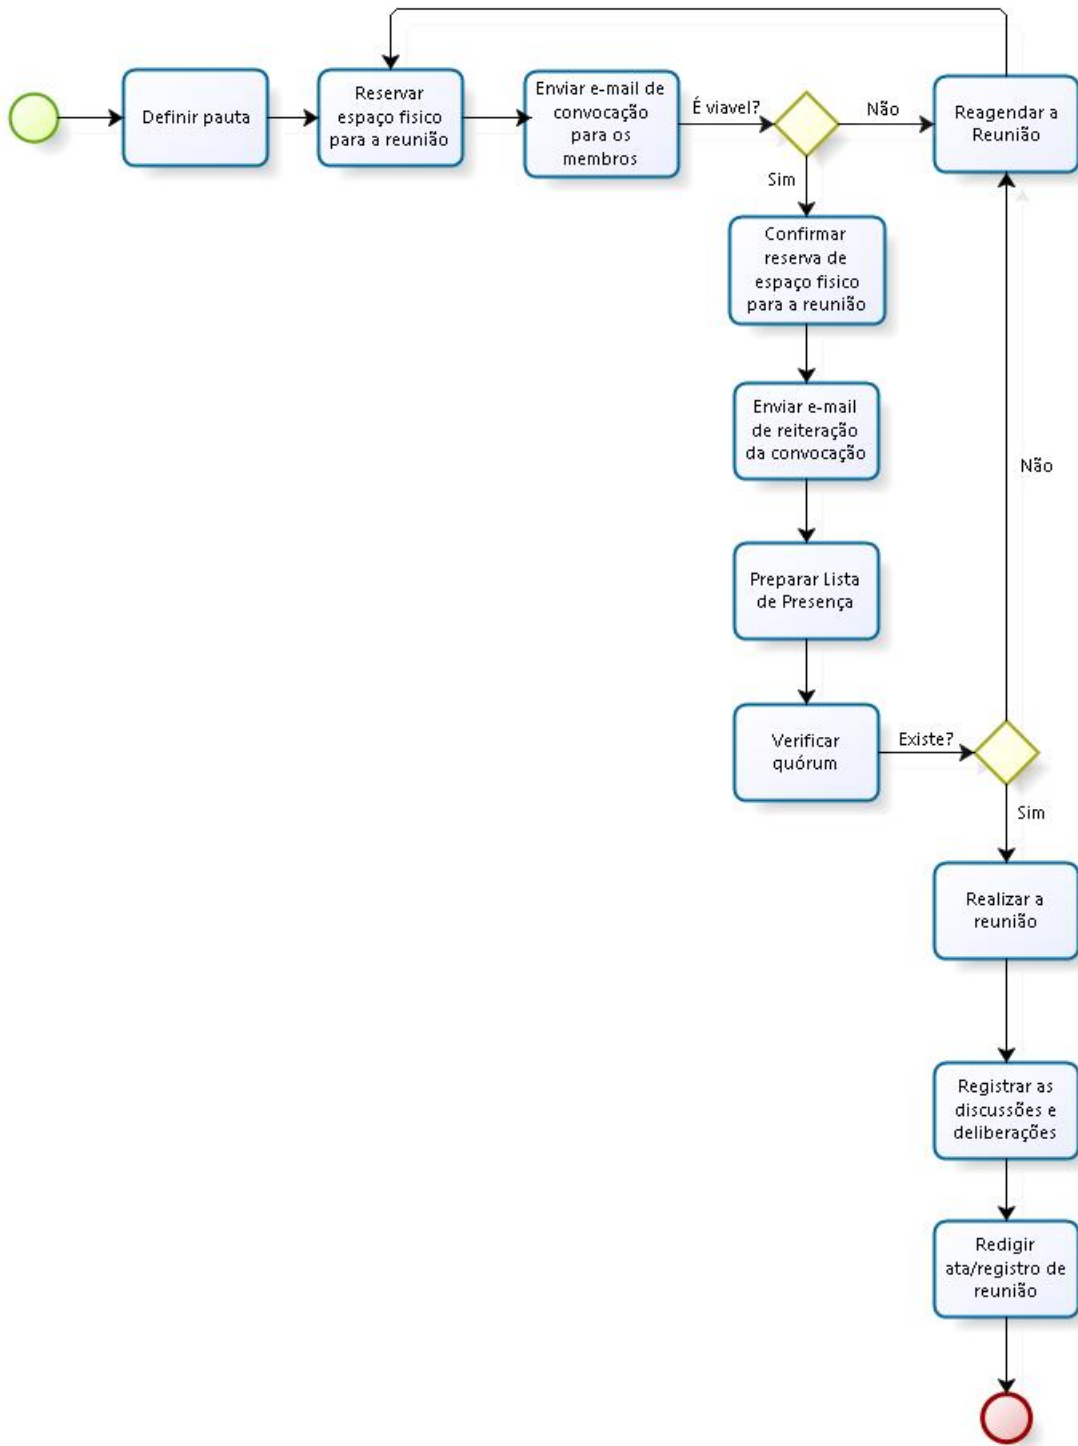 Definir pauta
Reservar
espaço fisico
para a reunião
Enviar e-mail de
convocação
para os
membros
É viavel?
Não
Reagendar a
Reunião
Sim
Confirmar
reserva de
espaço fisico
para a reunião
Enviar e-mail
de reiteração
da convocação
Preparar Lista
de Presença
Verificar
quórum
Existe?
Não
Sim
Realizar a
reunião
Registrar as
discussões e
deliberações
Redigir
ata/registro de
reunião